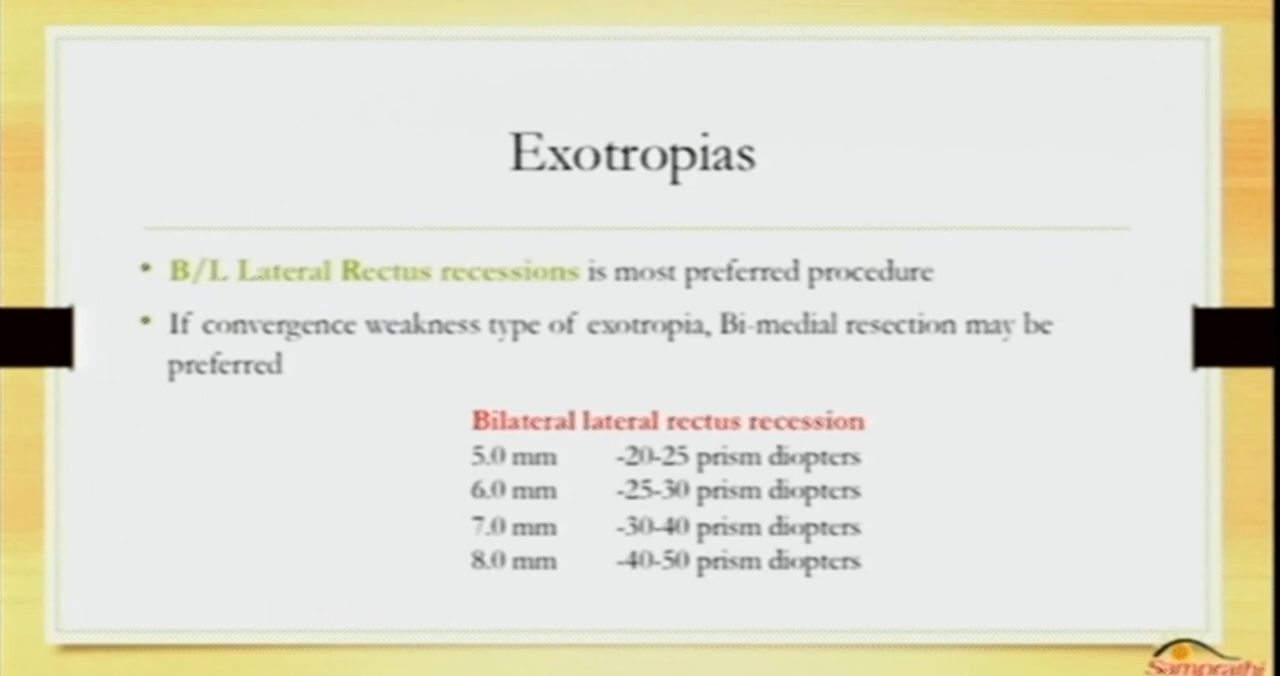 Exotropias
• B/L Lateral Rectus recessions is most preferred procedure
• If convergence weakness type of exotropia, Bi-medial resection may be
preferred
Bilateral lateral rectus recession
5.0 mm -20-25 prism diopters
6.0 mm -25-30 prism diopters
7.0 mm -30-40 prism diopters
8.0 mm -40-50 prism diopters
Samprathi